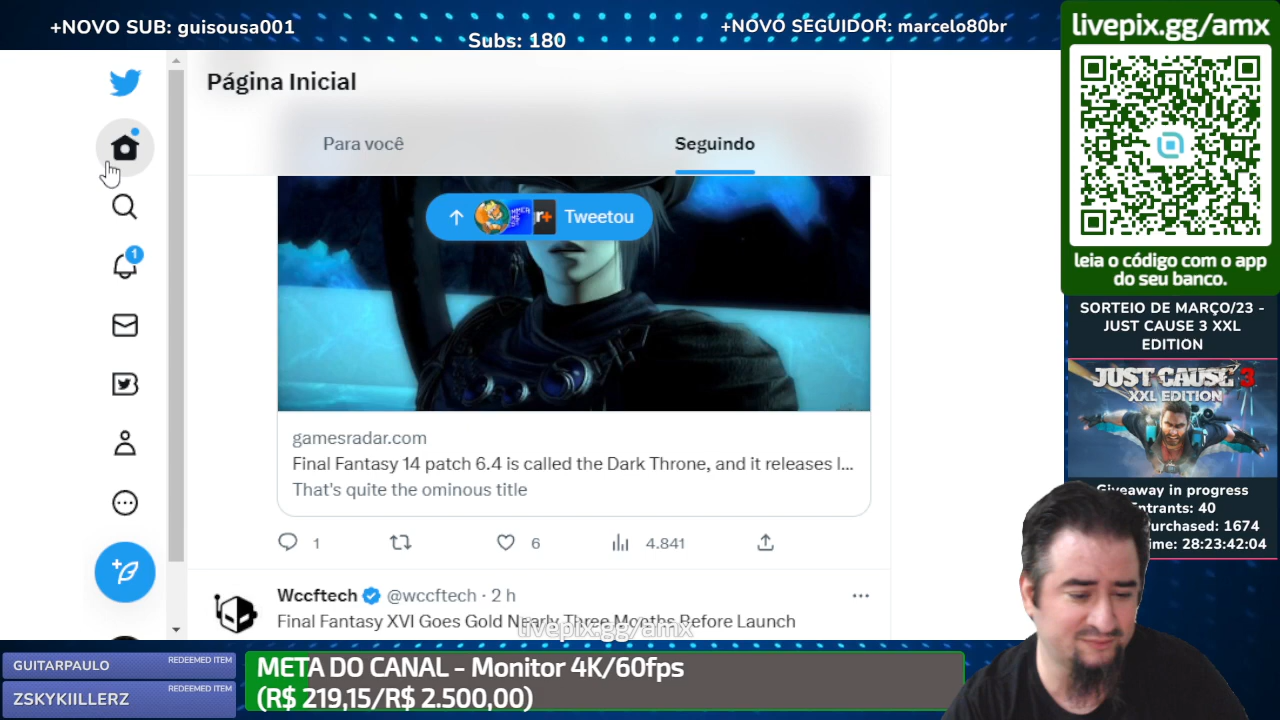 +NOVO SUB: guisousa001
Subs: 180
+NOVO SEGUIDOR: marcelo80br
livepix.gg/amx
leia o código com o app
do seu banco.
Página Inicial
Para você
Seguindo
r+
Tweetou
1
gamesradar.com
Final Fantasy 14 patch 6.4 is called the Dark Throne, and it releases l...
That's quite the ominous title
1
6
4.841
Wccftech @wccftech · 2 h
Final Fantasy XVI Goes Gold Nearly Three Months Before Launch
livepix.gg/amx
SORTEIO DE MARÇO/23 -
JUST CAUSE 3 XXL
EDITION
JUST CAUSE 3
XXL EDITION
Giveaway in progress
Entrants: 40
Purchased: 1674
28:23:42:04
GUITARPAULO
REDEEMED ITEM
ZSKYKIILLERZ
REDEEMED ITEM
META DO CANAL - Monitor 4K/60fps
(R$ 219,15/R$ 2.500,00)